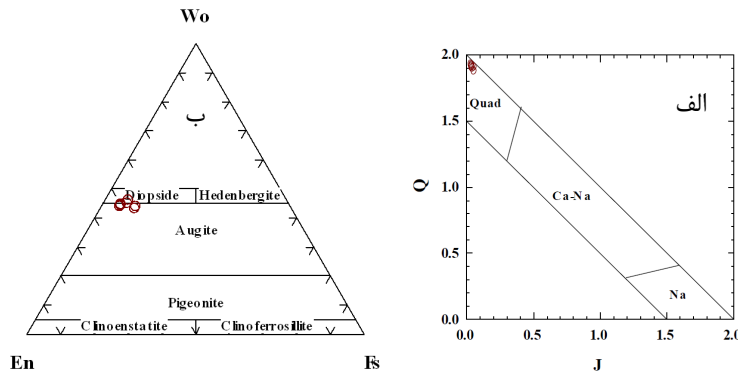 Wo
ب
Diopside Hedenbergite
Augite
Pigeonite
Clinoenstatite Clinoferrosillite
En Fs
الف
2.0
Quad
1.5
Q
1.0
Ca-Na
0.5
Na
0.0
0.0 0.5 1.0 1.5 2.0
J